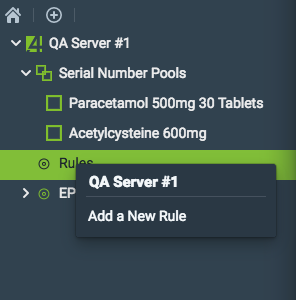 QA Server #1
Serial Number Pools
Paracetamol 500mg 30 Tablets
Acetylcysteine 600mg
Rules
QA Server #1
EP
Add a New Rule